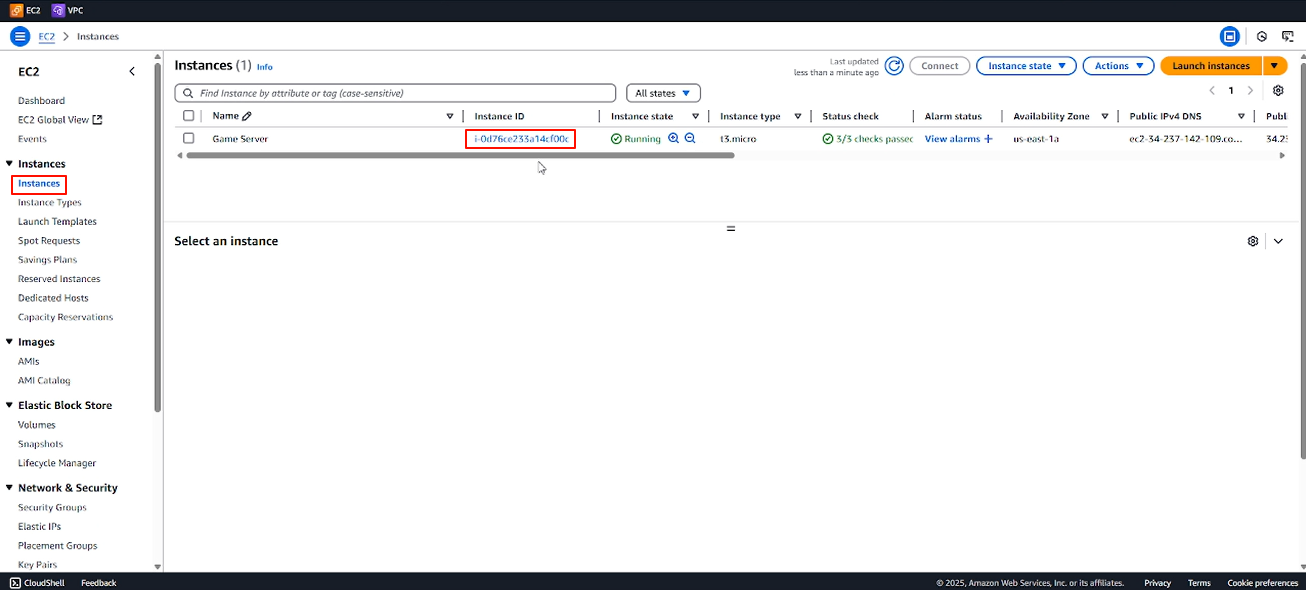 EC2 VPC
EC2 > Instances
EC2
Dashboard
EC2 Global View
Events
Instances
Instances
Instance Types
Launch Templates
Spot Requests
Savings Plans
Reserved Instances
Dedicated Hosts
Capacity Reservations
Images
AMIs
AMI Catalog
Elastic Block Store
Volumes
Snapshots
Lifecycle Manager
Network & Security
Security Groups
Elastic IPs
Placement Groups
Key Pairs
Instances (1) Info
Last updated
less than a minute ago
Connect Instance state Actions Launch instances
Find Instance by attribute or tag (case-sensitive) All states 1
Name Instance ID Instance state Instance type Status check Alarm status Availability Zone Public IPv4 DNS Publ
Game Server i-0d76ce233a14cf00c Running t3.micro 3/3 checks passed View alarms + us-east-1a ec2-34-237-142-109.co... 34.23
Select an instance
CloudShell Feedback © 2025, Amazon Web Services, Inc. or its affiliates. Privacy Terms Cookie preferences